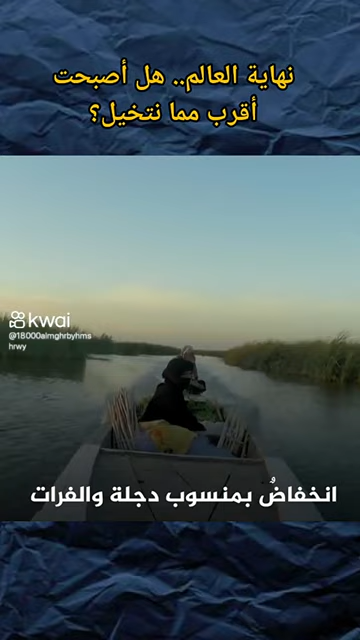 نهاية العالم.. هل أصبحت
أقرب مما نتخيل؟
kwai
@18000almghrbyhms
hrwy
انخفاضٌ بمنسوب دجلة والفرات